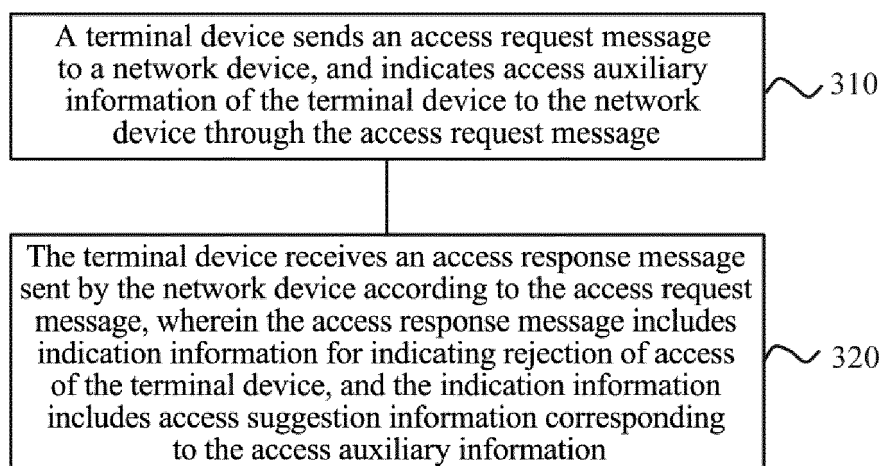 A terminal device sends an access request message
to a network device, and indicates access auxiliary
information of the terminal device to the network
device through the access request message
310
The terminal device receives an access response message
sent by the network device according to the access request
message, wherein the access response message includes
indication information for indicating rejection of access
of the terminal device, and the indication information
includes access suggestion information corresponding
to the access auxiliary information
320